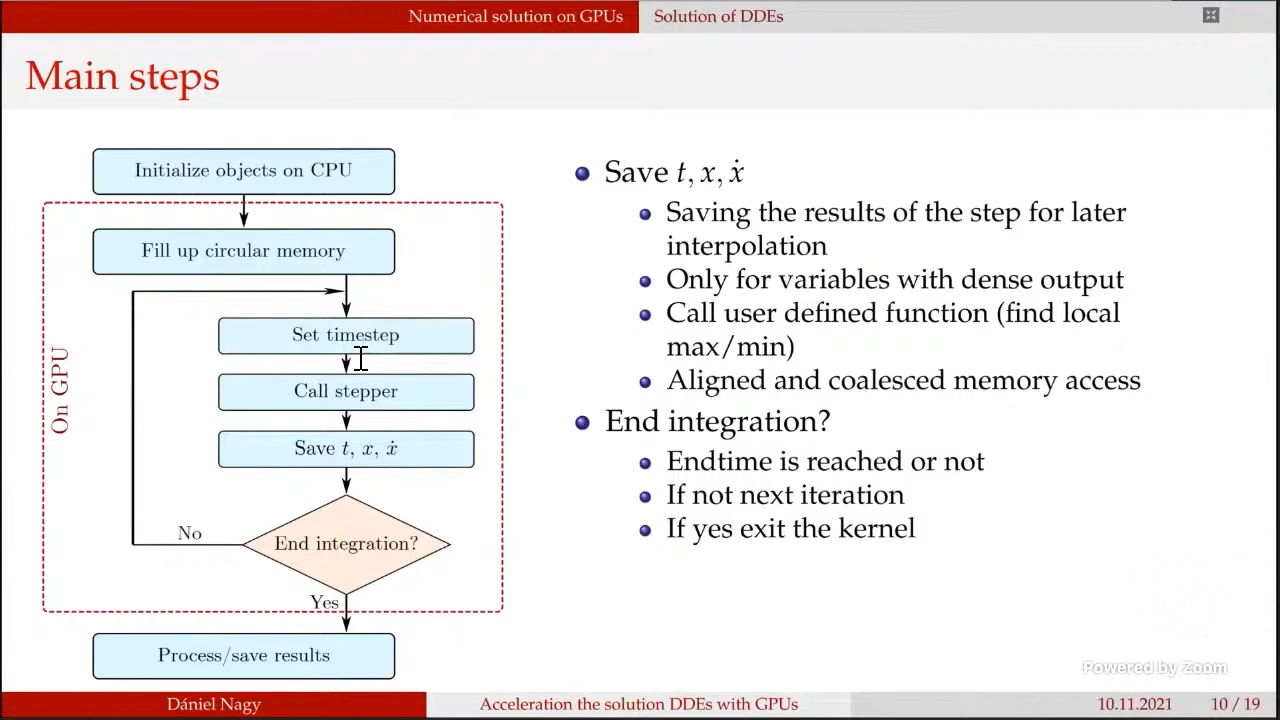 Numerical solution on GPUs
Solution of DDEs
Main steps
Initialize objects on CPU
On GPU
Fill up circular memory
Set timestep
Call stepper
Save t, x, ẋ
End integration?
No
Yes
Process/save results
Save t, x, ẋ
Saving the results of the step for later
interpolation
Only for variables with dense output
Call user defined function (find local
max/min)
Aligned and coalesced memory access
End integration?
Endtime is reached or not
If not next iteration
If yes exit the kernel
Powered by Zoom
Dániel Nagy
Acceleration the solution DDEs with GPUs
10.11.2021
10 / 19